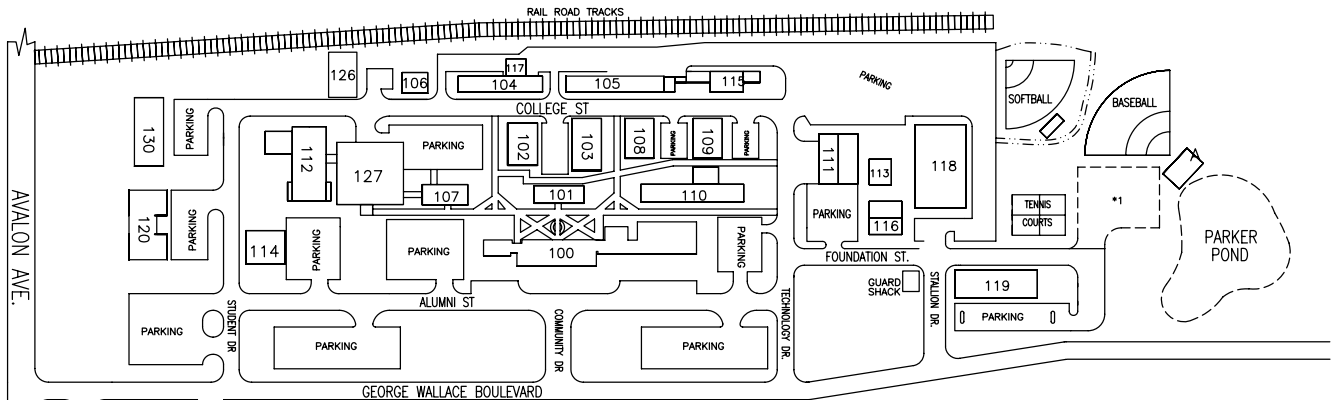 RAIL ROAD TRACKS
126
106
117
104
105
115
PARKING
COLLEGE ST
SOFTBALL
BASEBALL
130
PARKING
112
127
PARKING
102
103
108
PARKING
109
PARKING
111
113
118
107
101
110
*1
AVALON AVE.
120
PARKING
114
PARKING
PARKING
100
PARKING
PARKING
116
TENNIS
COURTS
FOUNDATION ST.
PARKER
POND
GUARD
SHACK
STALLION DR.
119
PARKING
ALUMNI ST
PARKING
STUDENT DR
PARKING
COMMUNITY DR
PARKING
TECHNOLOGY DR.
GEORGE WALLACE BOULEVARD